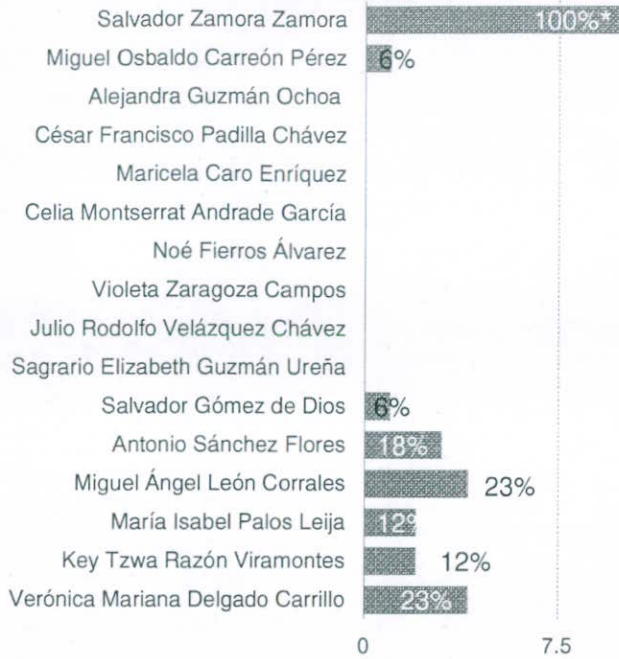 Salvador Zamora Zamora 100%*
Miguel Osbaldo Carreón Pérez 6%
Alejandra Guzmán Ochoa
César Francisco Padilla Chávez
Maricela Caro Enríquez
Celia Montserrat Andrade García
Noé Fierros Álvarez
Violeta Zaragoza Campos
Julio Rodolfo Velázquez Chávez
Sagrario Elizabeth Guzmán Ureña
Salvador Gómez de Dios 6%
Antonio Sánchez Flores 18%
Miguel Ángel León Corrales 23%
María Isabel Palos Leija 12%
Key Tzwa Razón Viramontes 12%
Verónica Mariana Delgado Carrillo 23%
0 7.5